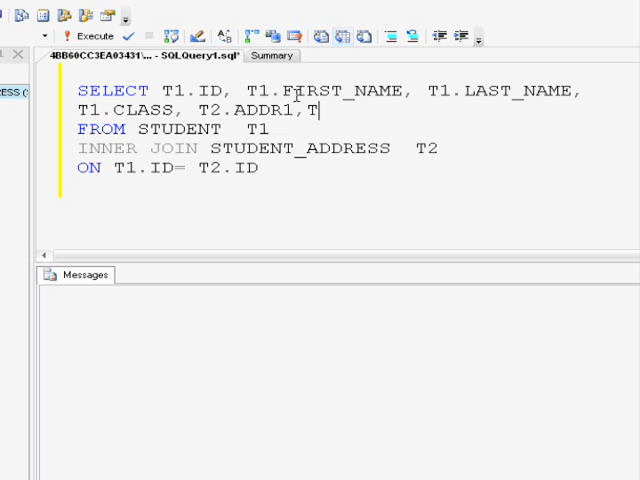 Execute
4BB60CC3EA03431\... - SQLQuery1.sql* Summary
SELECT T1.ID, T1.FIRST_NAME, T1.LAST_NAME,
T1.CLASS, T2.ADDR1,T
FROM STUDENT T1
INNER JOIN STUDENT_ADDRESS T2
ON T1.ID= T2.ID
Messages